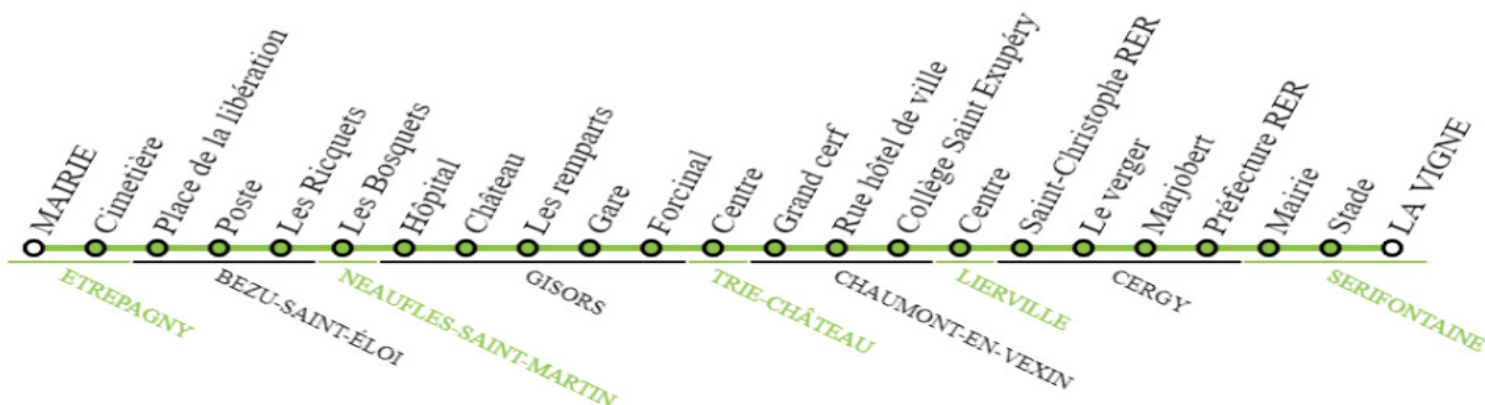 MAIRIE
Cimetière
Place de la libération
Poste
Les Ricquets
Les Bosquets
Hôpital
Château
Les remparts
Gare
Forcinal
Centre
Grand cerf
Rue hôtel de ville
Collège Saint Exupéry
Centre
Saint-Christophe RER
Le verger
Marjobert
Préfecture RER
Mairie
Stade
LA VIGNE
ETREPAGNY
BEZU-SAINT-ÉLOI
NEAUFLES-SAINT-MARTIN
GISORS
TRIE-CHÂTEAU
CHAUMONT-EN-VEXIN
LIERVILLE
CERGY
SERIFONTAINE